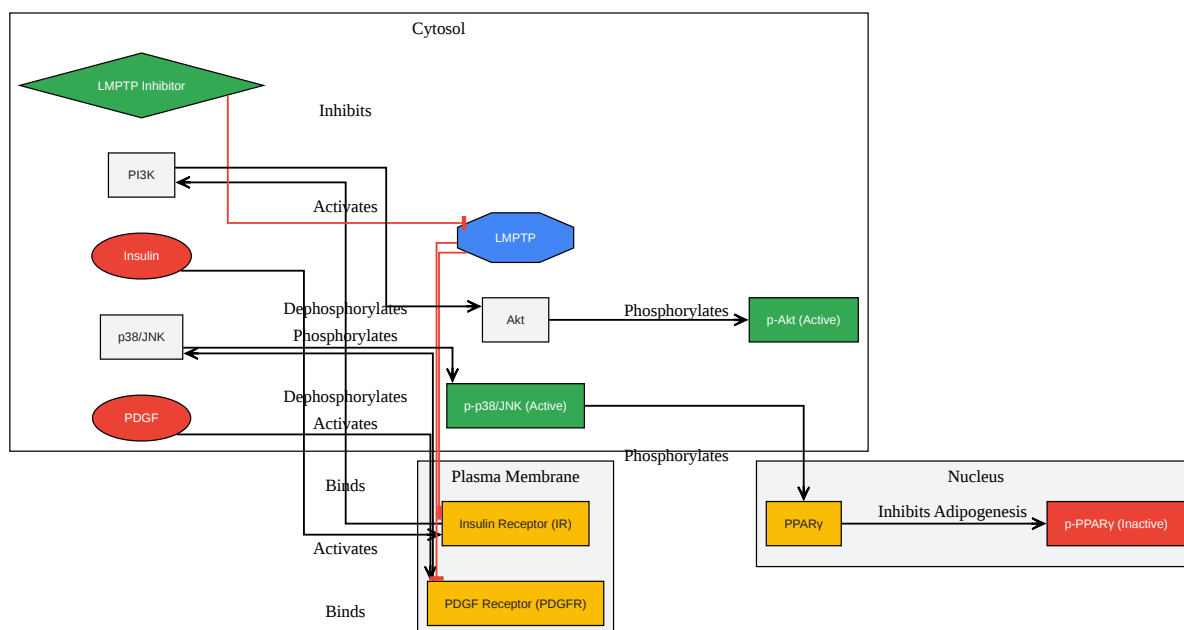 Cytosol
LMPTP Inhibitor
Inhibits
PI3K
Activates
LMPTP
Insulin
Dephosphorylates
Phosphorylates
Akt
p-Akt (Active)
p38/JNK
Phosphorylates
Dephosphorylates
p-p38/JNK (Active)
PDGF
Activates
Phosphorylates
Plasma Membrane
Nucleus
Binds
Insulin Receptor (IR)
PPARγ
Inhibits Adipogenesis
p-PPARγ (Inactive)
Activates
PDGF Receptor (PDGFR)
Binds